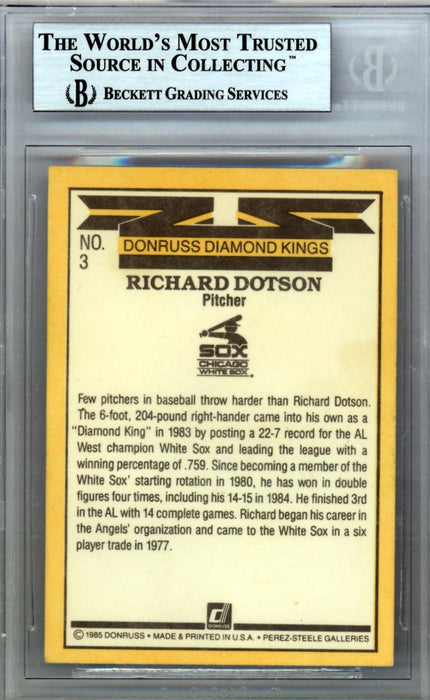 THE WORLD'S MOST TRUSTED
SOURCE IN COLLECTING™
B BECKETT GRADING SERVICES
NO.
3
DONRUSS DIAMOND KINGS
RICHARD DOTSON
Pitcher
SOX
CHICAGO
WHITE SOX®
Few pitchers in baseball throw harder than Richard Dotson.
The 6-foot, 204-pound right-hander came into his own as a
"Diamond King" in 1983 by posting a 22-7 record for the AL
West champion White Sox and leading the league with a
winning percentage of .759. Since becoming a member of the
White Sox' starting rotation in 1980, he has won in double
figures four times, including his 14-15 in 1984. He finished 3rd
in the AL with 14 complete games. Richard began his career in
the Angels' organization and came to the White Sox in a six
player trade in 1977.
d
DONRUSS
© 1985 DONRUSS • MADE & PRINTED IN U.S.A. • PEREZ-STEELE GALLERIES